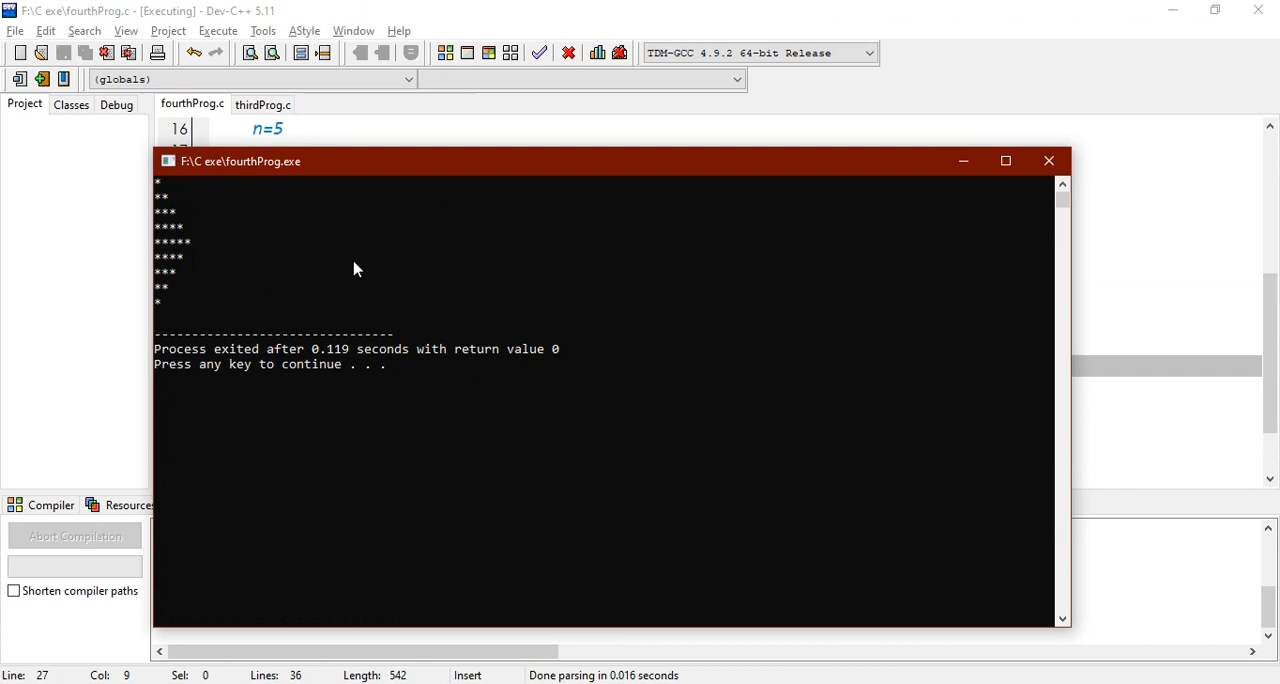 F:\C exe\fourthProg.c - [Executing] - Dev-C++ 5.11
File Edit Search View Project Execute Tools AStyle Window Help
TDM-GCC 4.9.2 64-bit Release
(globals)
Project Classes Debug fourthProg.c thirdProg.c
16 n=5
F:\C exe\fourthProg.exe
*
**
***
****
*****
****
***
**
*
--------------------------------
Process exited after 0.119 seconds with return value 0
Press any key to continue . . .
Compiler Resources
Abort Compilation
Shorten compiler paths
Line: 27 Col: 9 Sel: 0 Lines: 36 Length: 542 Insert Done parsing in 0.016 seconds